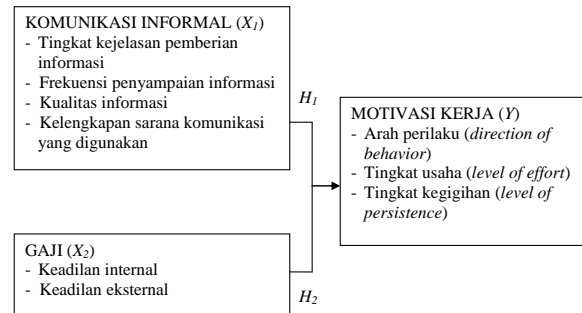 KOMUNIKASI INFORMAL (X1)
- Tingkat kejelasan pemberian
informasi
- Frekuensi penyampaian informasi
- Kualitas informasi
- Kelengkapan sarana komunikasi
yang digunakan
H1
MOTIVASI KERJA (Y)
- Arah perilaku (direction of
behavior)
- Tingkat usaha (level of effort)
- Tingkat kegigihan (level of
persistence)
GAJI (X2)
- Keadilan internal
- Keadilan eksternal
H2